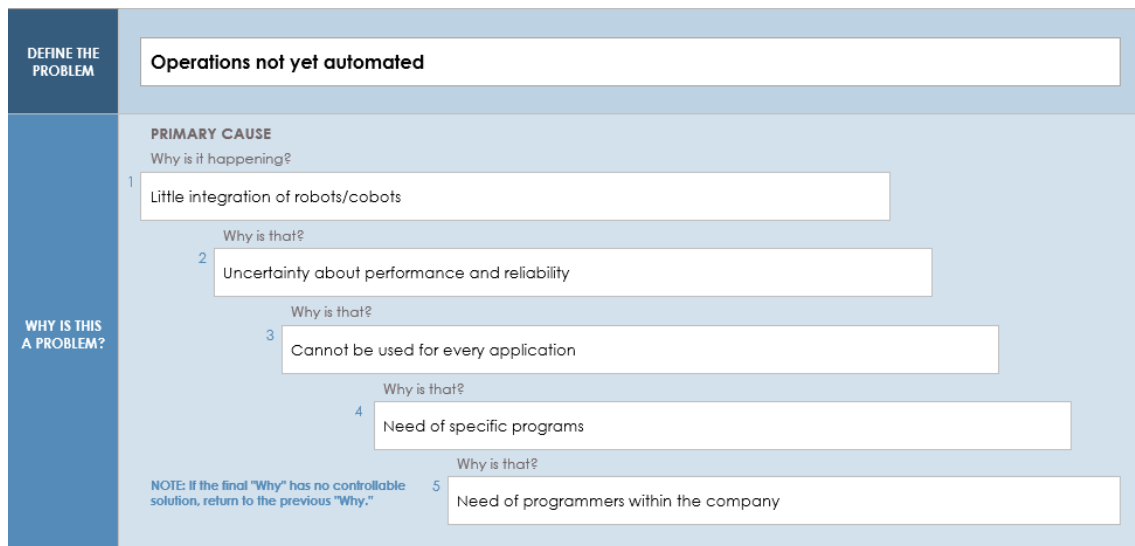 DEFINE THE
PROBLEM
Operations not yet automated
WHY IS THIS
A PROBLEM?
PRIMARY CAUSE
Why is it happening?
1
Little integration of robots/cobots
Why is that?
2
Uncertainty about performance and reliability
Why is that?
3
Cannot be used for every application
Why is that?
4
Need of specific programs
Why is that?
NOTE: If the final "Why" has no controllable
solution, return to the previous "Why."
5
Need of programmers within the company